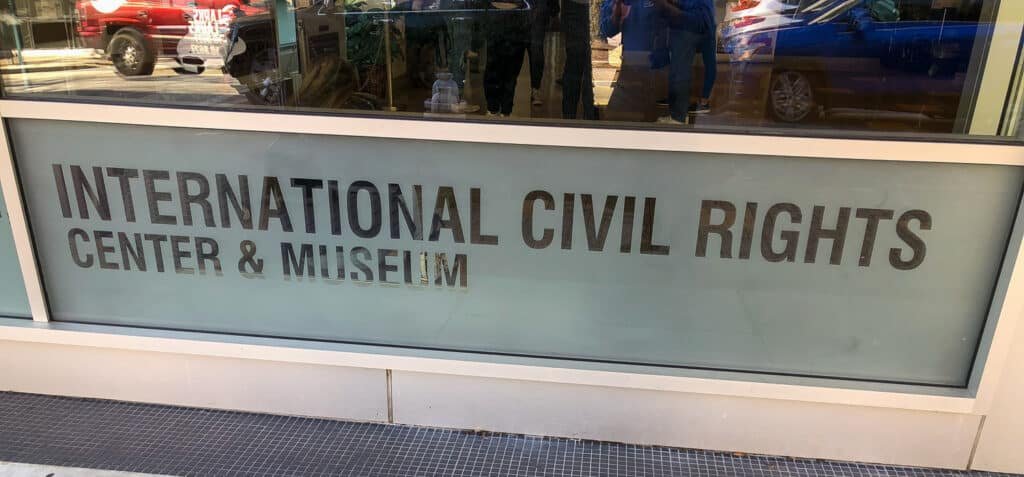 INTERNATIONAL CIVIL RIGHTS
CENTER & MUSEUM